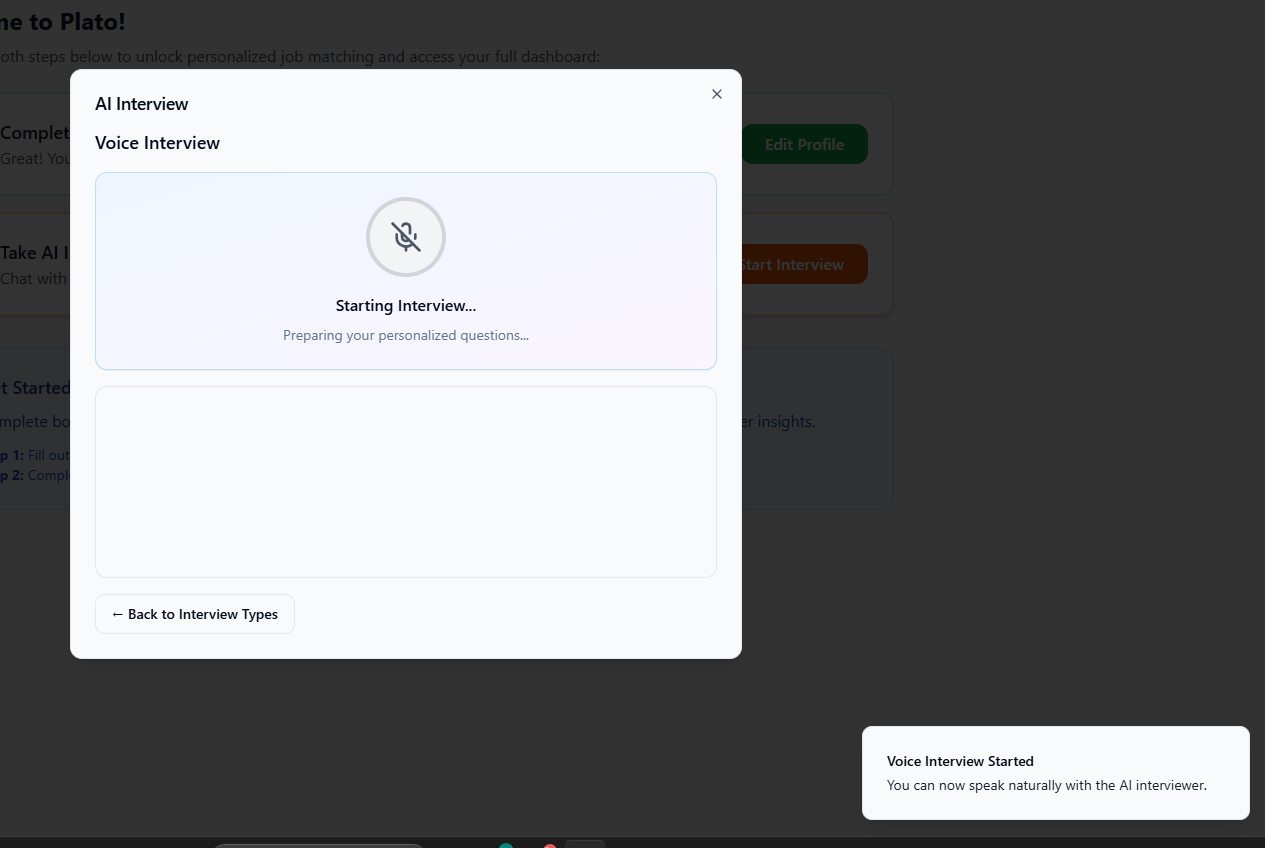 me to Plato!
oth steps below to unlock personalized job matching and access your full dashboard:
AI Interview
Voice Interview
Complet
Great! You
Edit Profile
Take AI I
Chat with
Start Interview
Starting Interview...
Preparing your personalized questions...
t Started
mplete bo
er insights.
p 1: Fill out
p 2: Comple
← Back to Interview Types
Voice Interview Started
You can now speak naturally with the AI interviewer.